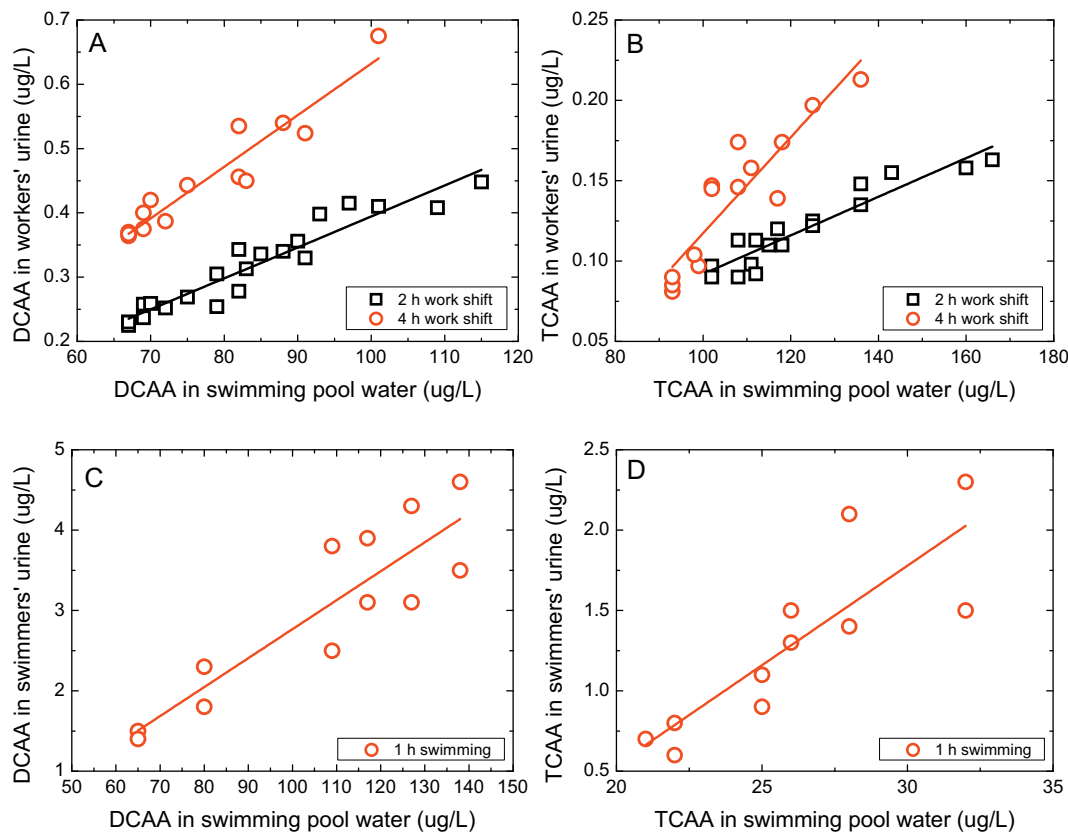 A
DCAA in workers' urine (ug/L)
0.7
0.6
0.5
0.4
0.3
0.2
2 h work shift
4 h work shift
60 70 80 90 100 110 120
DCAA in swimming pool water (ug/L)
B
TCAA in workers' urine (ug/L)
0.25
0.20
0.15
0.10
0.05
2 h work shift
4 h work shift
80 100 120 140 160 180
TCAA in swimming pool water (ug/L)
C
DCAA in swimmers' urine (ug/L)
5
4
3
2
1
1 h swimming
50 60 70 80 90 100 110 120 130 140 150
DCAA in swimming pool water (ug/L)
D
TCAA in swimmers' urine (ug/L)
2.5
2.0
1.5
1.0
0.5
1 h swimming
20 25 30 35
TCAA in swimming pool water (ug/L)